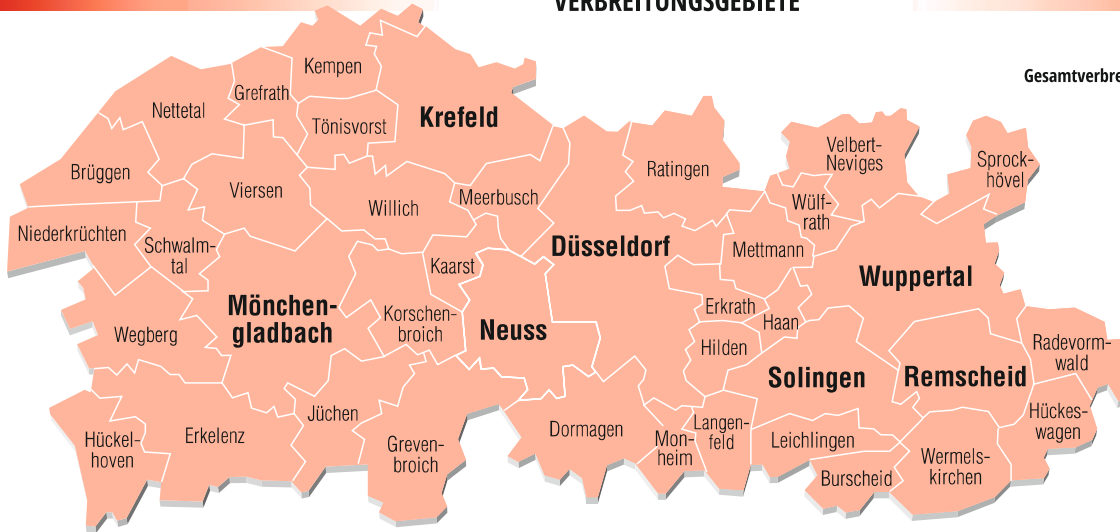 VERBREITUNGSGEBIETE
Gesamtverbre
Kempen
Grefrath
Nettetal
Tönisvorst
Krefeld
Brüggen
Viersen
Willich
Meerbusch
Ratingen
Velbert-
Neviges
Sprock-
hövel
Wülf-
rath
Niederkrüchten
Schwalm-
tal
Kaarst
Düsseldorf
Mettmann
Wuppertal
Mönchen-
gladbach
Korschen-
broich
Neuss
Erkrath
Haan
Hilden
Wegberg
Solingen
Remscheid
Radevorm-
wald
Jüchen
Hückes-
wagen
Hückel-
hoven
Erkelenz
Greven-
broich
Dormagen
Mon-
heim
Langen-
feld
Leichlingen
Burscheid
Wermels-
kirchen